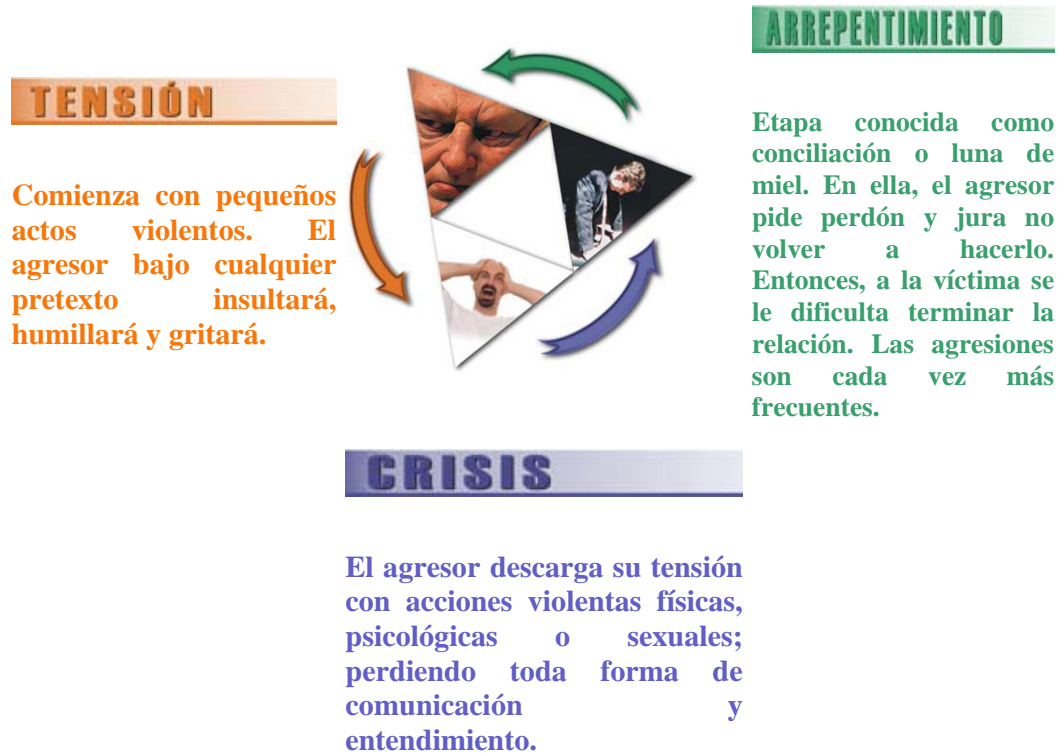 TENSIÓN
Comienza con pequeños
actos violentos. El
agresor bajo cualquier
pretexto insultará,
humillará y gritará.
ARREPENTIMIENTO
Etapa conocida como
conciliación o luna de
miel. En ella, el agresor
pide perdón y jura no
volver a hacerlo.
Entonces, a la víctima se
le dificulta terminar la
relación. Las agresiones
son cada vez más
frecuentes.
CRISIS
El agresor descarga su tensión
con acciones violentas físicas,
psicológicas o sexuales;
perdiendo toda forma de
comunicación y
entendimiento.